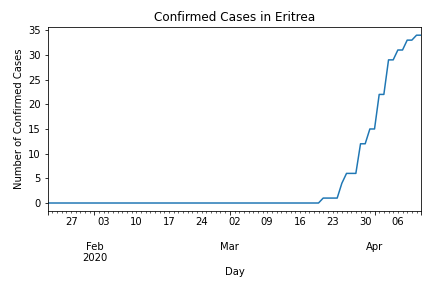 Confirmed Cases in Eritrea
Number of Confirmed Cases
35
30
25
20
15
10
5
0
27 03 10 17 24 02 09 16 23 30 06
Feb Mar Apr
2020
Day